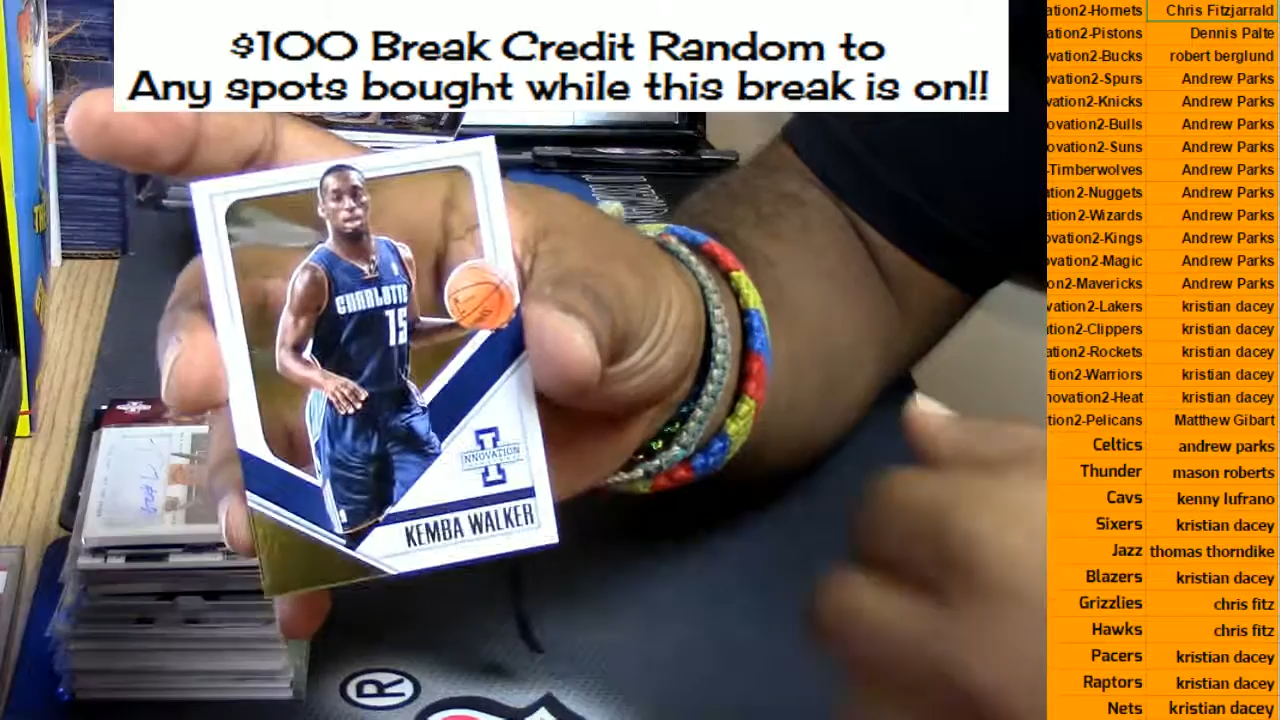 $100 Break Credit Random to
Any spots bought while this break is on!!
CHARLOTTE
15
INNOVATION
KEMBA WALKER
®
ation2-Hornets Chris Fitzjarrald
ation2-Pistons Dennis Palte
ovation2-Bucks robert berglund
ovation2-Spurs Andrew Parks
vation2-Knicks Andrew Parks
ovation2-Bulls Andrew Parks
ovation2-Suns Andrew Parks
-Timberwolves Andrew Parks
ation2-Nuggets Andrew Parks
tion2-Wizards Andrew Parks
ovation2-Kings Andrew Parks
vation2-Magic Andrew Parks
on2-Mavericks Andrew Parks
vation2-Lakers kristian dacey
ation2-Clippers kristian dacey
ation2-Rockets kristian dacey
tion2-Warriors kristian dacey
novation2-Heat kristian dacey
tion2-Pelicans Matthew Gibart
Celtics andrew parks
Thunder mason roberts
Cavs kenny lufrano
Sixers kristian dacey
Jazz thomas thorndike
Blazers kristian dacey
Grizzlies chris fitz
Hawks chris fitz
Pacers kristian dacey
Raptors kristian dacey
Nets kristian dacey